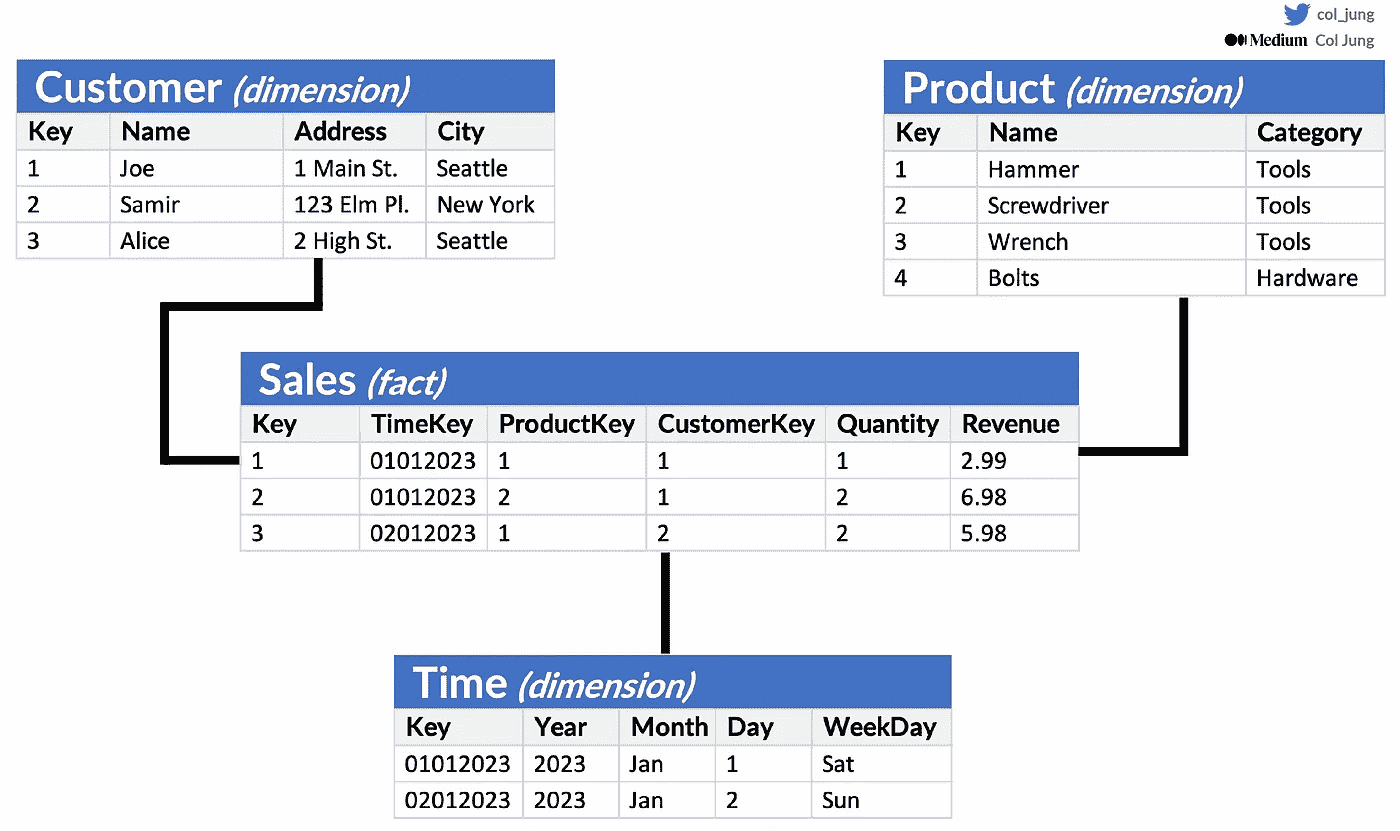 col_jung
Medium Col Jung
Customer (dimension)
Key Name Address City
1 Joe 1 Main St. Seattle
2 Samir 123 Elm Pl. New York
3 Alice 2 High St. Seattle
Product (dimension)
Key Name Category
1 Hammer Tools
2 Screwdriver Tools
3 Wrench Tools
4 Bolts Hardware
Sales (fact)
Key TimeKey ProductKey CustomerKey Quantity Revenue
1 01012023 1 1 1 2.99
2 01012023 2 1 2 6.98
3 02012023 1 2 2 5.98
Time (dimension)
Key Year Month Day WeekDay
01012023 2023 Jan 1 Sat
02012023 2023 Jan 2 Sun